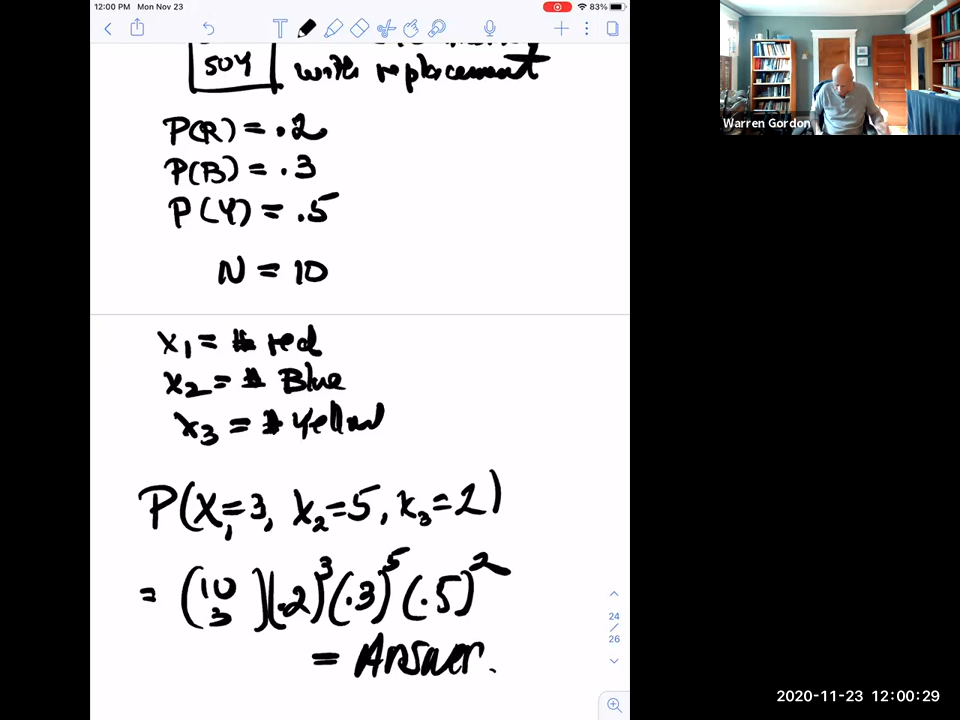 12:00 PM Mon Nov 23
83%
50Y with replacement
P(R) = .2
P(B) = .3
P(Y) = .5
N = 10
x₁ = # red
x₂ = # Blue
x₃ = # Yellow
P(X₁=3, X₂=5, X₃=2)
= (10 3)(.2)³(.3)⁵(.5)²
= Answer.
24
/
26
Warren Gordon
2020-11-23 12:00:29